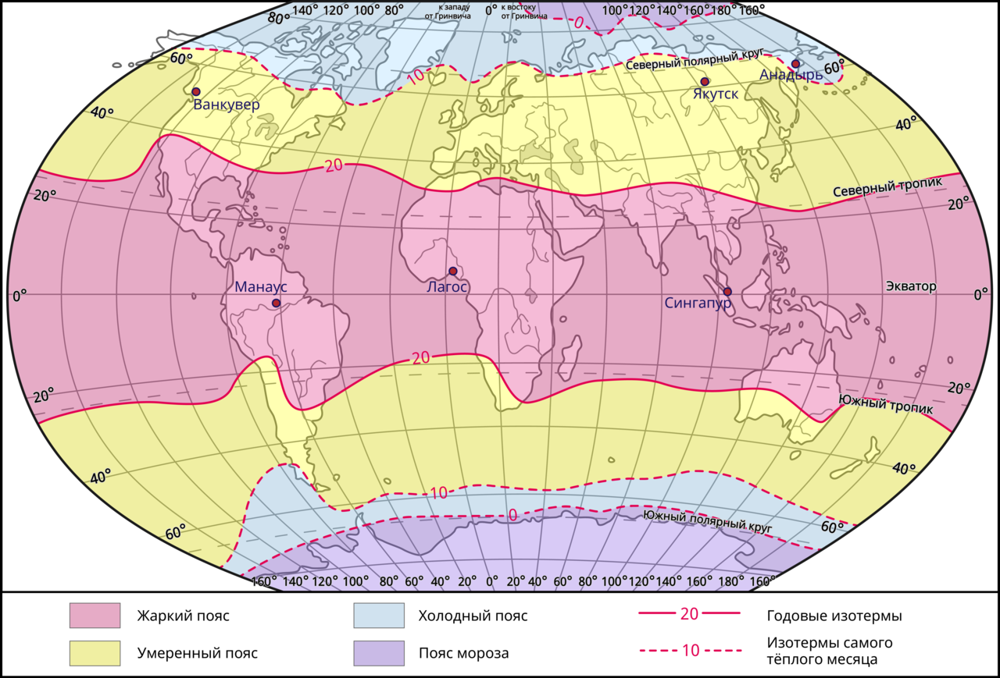 140° 120° 100° 80° к западу от Гринвича 0° к востоку от Гринвича 100° 120° 140° 160° 180° 160°
80°
0
60°
Северный полярный круг
60°
10
Анадырь
Ванкувер
Якутск
40°
40°
20
20°
Северный тропик
20°
Манаус
Лагос
Сингапур
Экватор
0°
0°
20
20°
20°
Южный тропик
40°
40°
10
0
Южный полярный круг
60°
60°
160° 140° 120° 100° 80° 60° 40° 20° 0° 20° 40° 60° 80° 100° 120° 140° 160° 180° 160°
Жаркий пояс
Холодный пояс
20
Годовые изотермы
Умеренный пояс
Пояс мороза
10
Изотермы самого
тёплого месяца